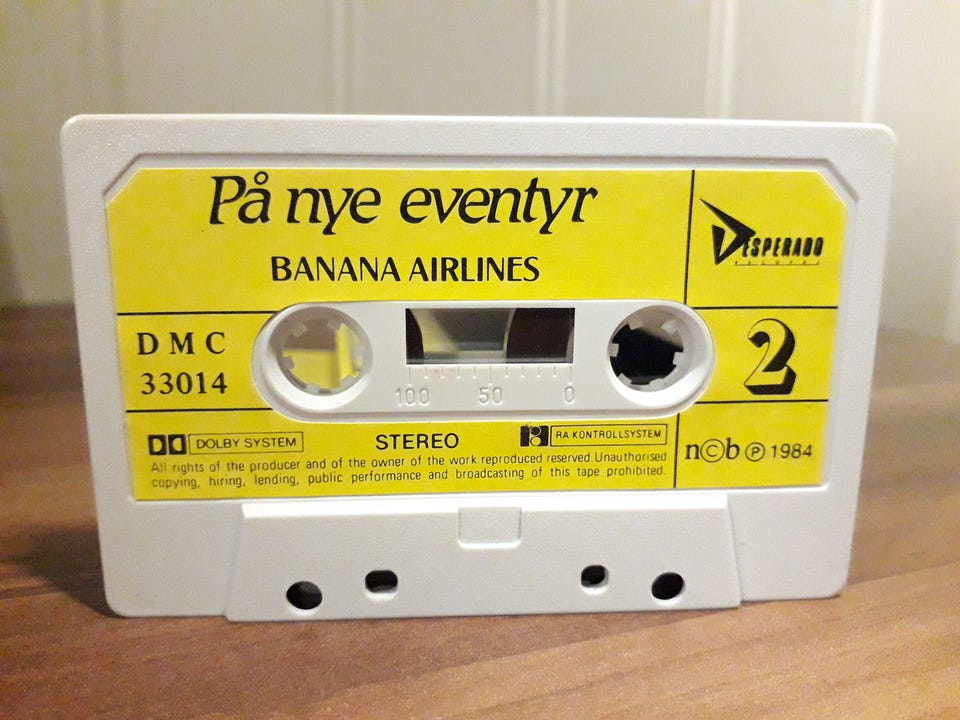 På nye eventyr
BANANA AIRLINES
DESPERADO
RECORDS
D M C
33014
100 50 0
2
DOLBY SYSTEM
STEREO
RA KONTROLLSYSTEM
All rights of the producer and of the owner of the work reproduced reserved. Unauthorised
copying, hiring, lending, public performance and broadcasting of this tape prohibited.
n©b ℗ 1984